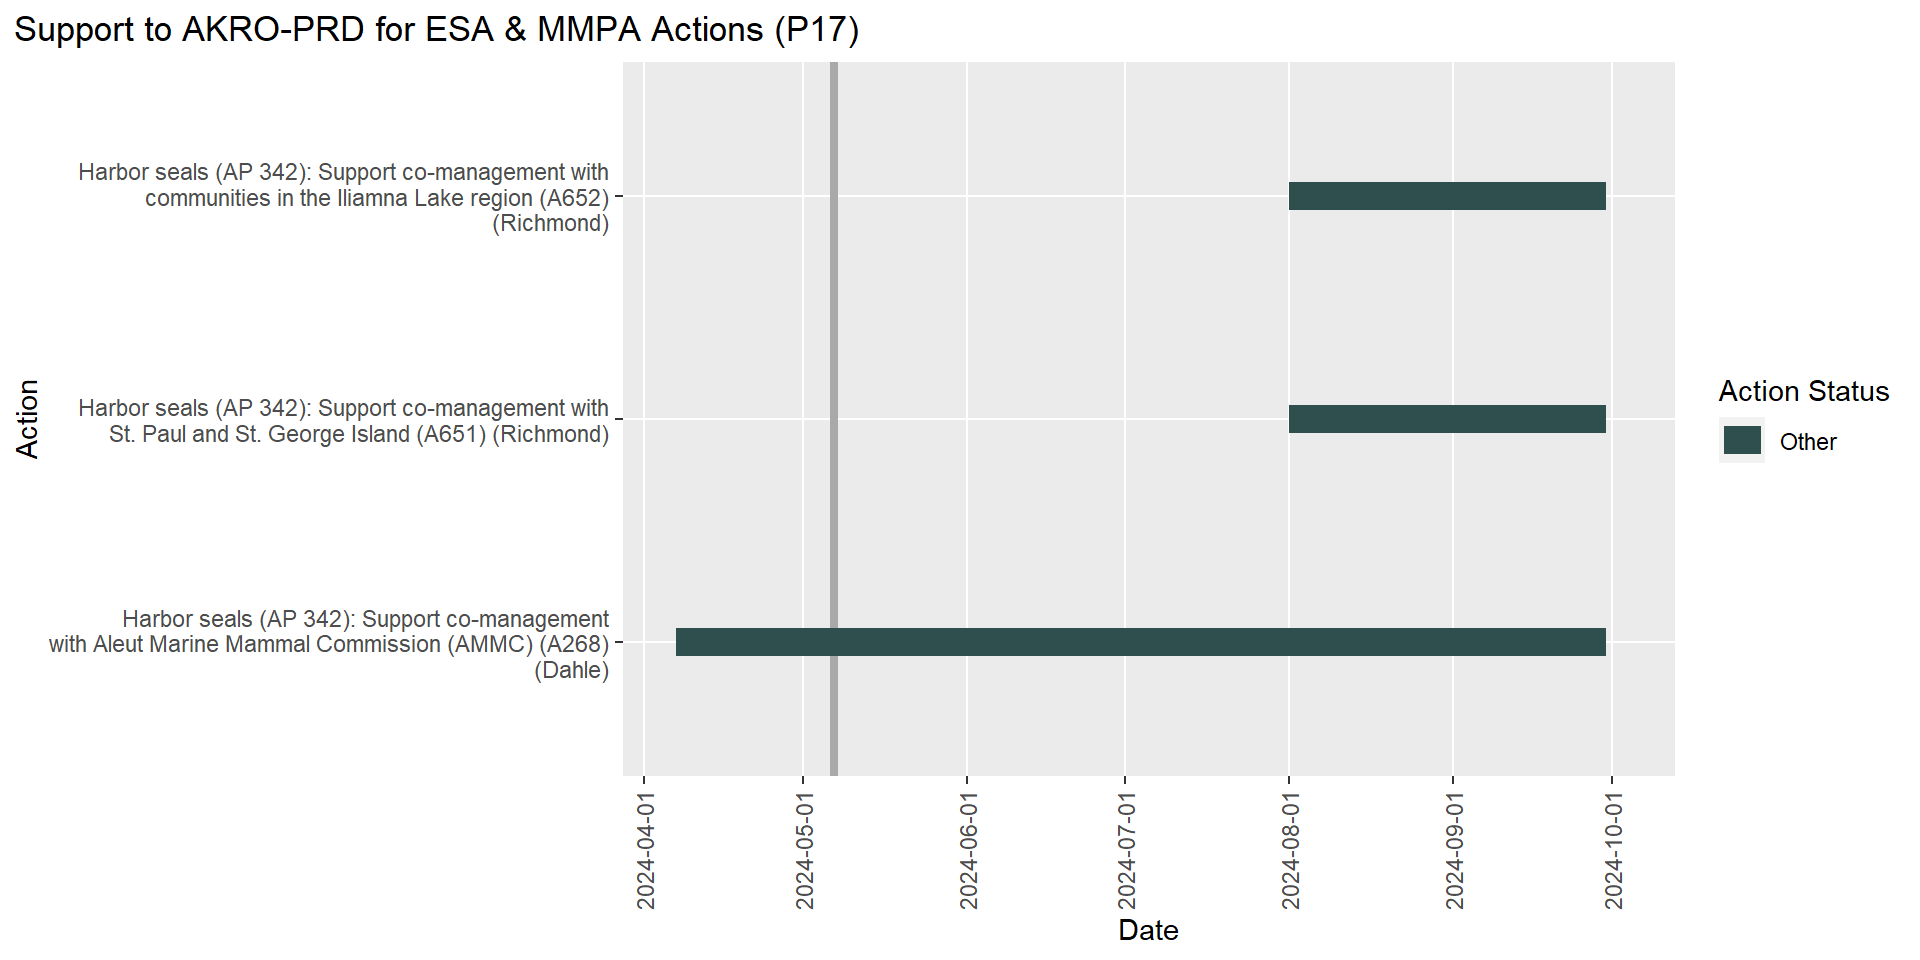 Support to AKRO-PRD for ESA & MMPA Actions (P17)
Action
Harbor seals (AP 342): Support co-management with
communities in the Iliamna Lake region (A652)
(Richmond)
Harbor seals (AP 342): Support co-management with
St. Paul and St. George Island (A651) (Richmond)
Harbor seals (AP 342): Support co-management
with Aleut Marine Mammal Commission (AMMC) (A268)
(Dahle)
2024-04-01
2024-05-01
2024-06-01
2024-07-01
2024-08-01
2024-09-01
2024-10-01
Date
Action Status
Other